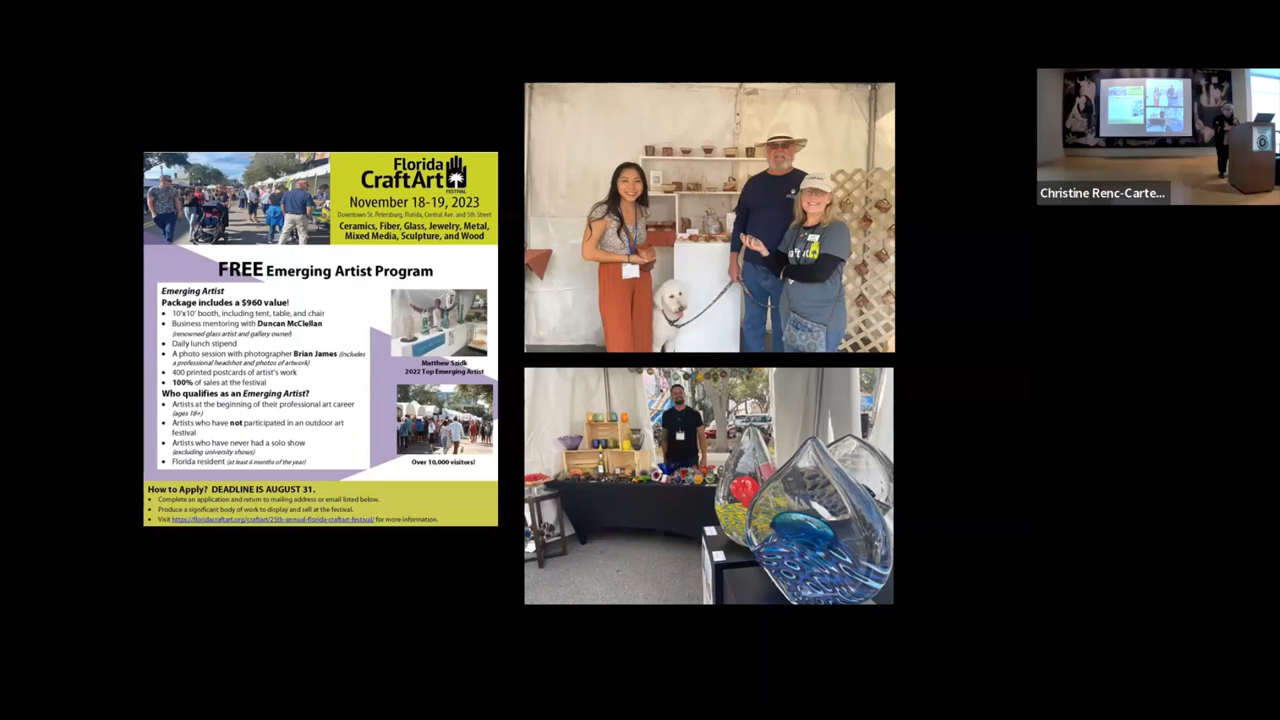 Florida
CraftArt
FESTIVAL
November 18-19, 2023
Downtown St. Petersburg, Florida, Central Ave. and 5th Street
Ceramics, Fiber, Glass, Jewelry, Metal,
Mixed Media, Sculpture, and Wood
FREE Emerging Artist Program
Emerging Artist
Package includes a $960 value!
• 10'x10' booth, including tent, table, and chair
• Business mentoring with Duncan McClellan
(renowned glass artist and gallery owner)
• Daily lunch stipend
• A photo session with photographer Brian James (includes
a professional headshot and photos of artwork)
• 400 printed postcards of artist's work
• 100% of sales at the festival
Who qualifies as an Emerging Artist?
• Artists at the beginning of their professional art career
(ages 18+)
• Artists who have not participated in an outdoor art
festival
• Artists who have never had a solo show
(excluding university shows)
• Florida resident (at least 6 months of the year)
Matthew
2022 Top Emerging Artist
Over 10,000 visitors!
How to Apply? DEADLINE IS AUGUST 31.
• Complete an application and return to mailing address or email listed below.
• Produce a significant body of work to display and sell at the festival.
• Visit https://floridacraftart.org/craftart/25th-annual-florida-craftart-festival/ for more information.
Christine Renc-Carte...